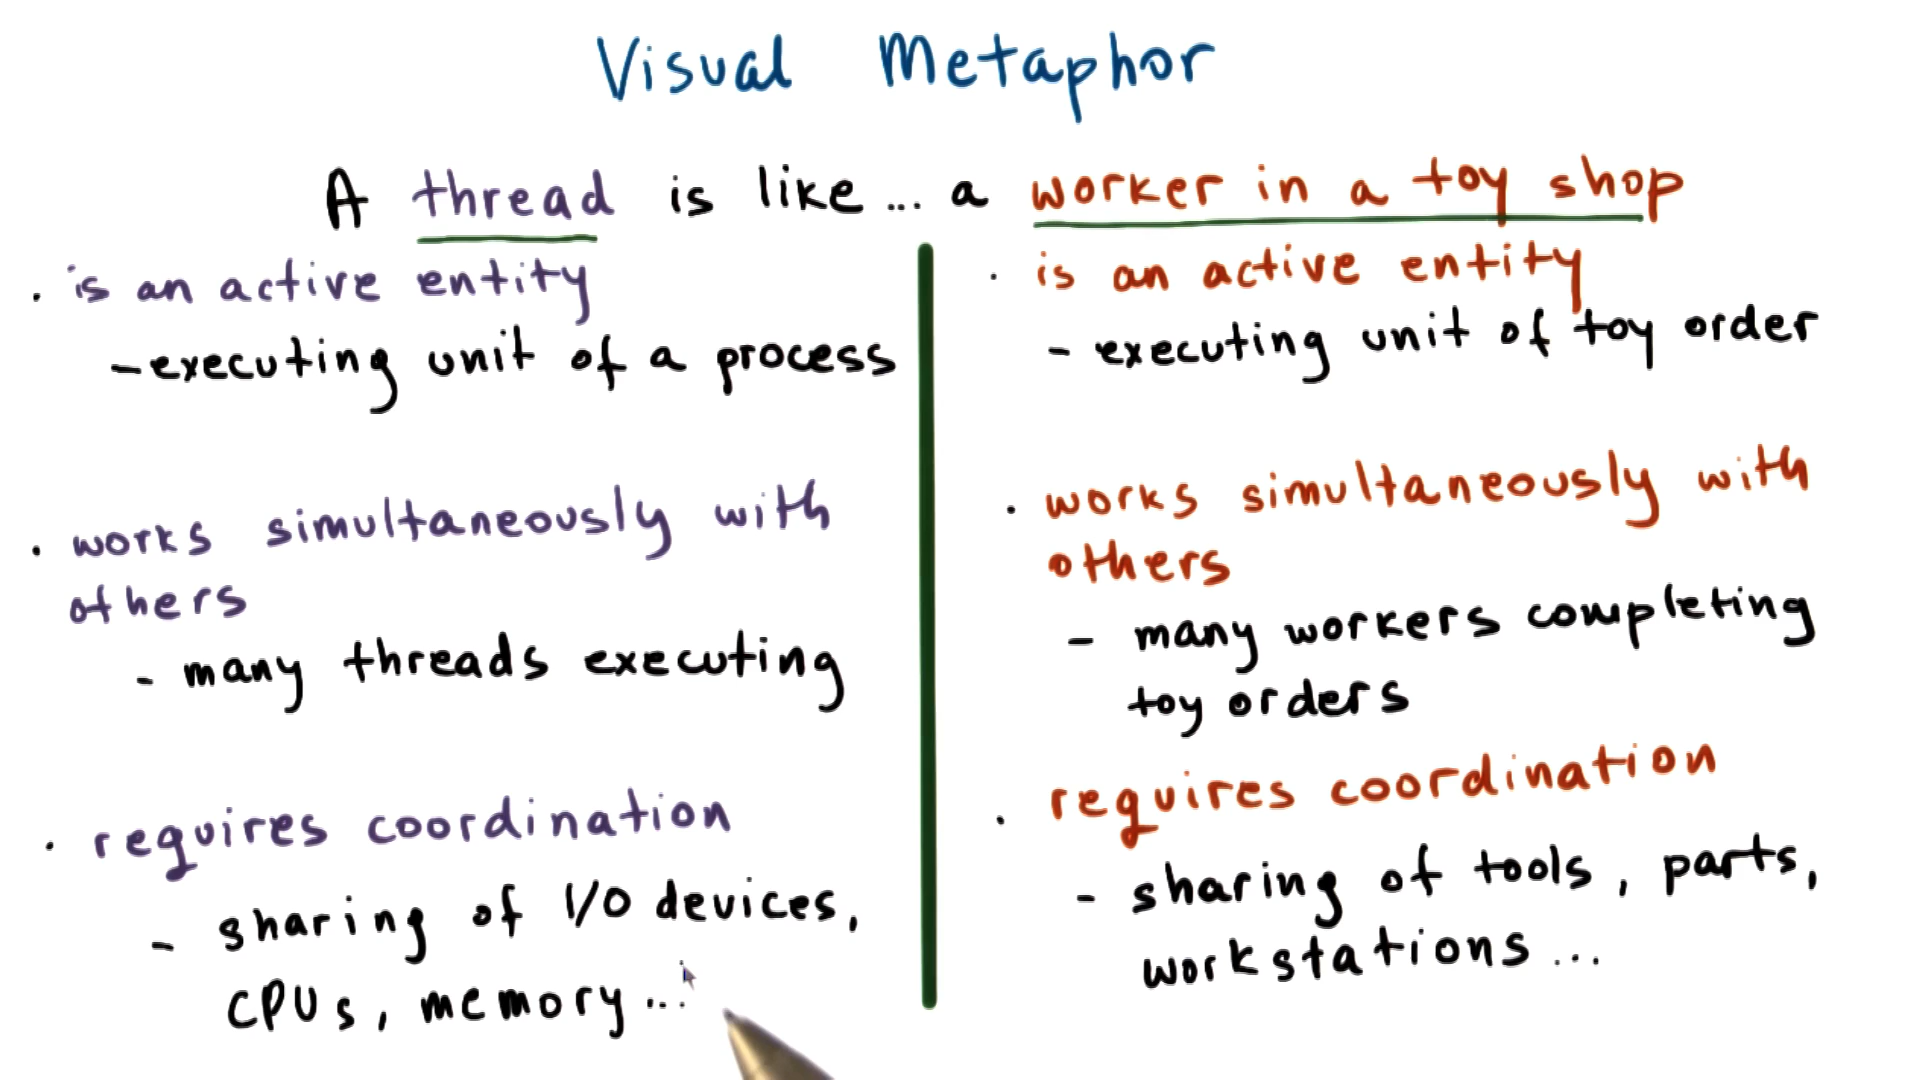 Visual Metaphor
A thread is like... a worker in a toy shop
. is an active entity
- executing unit of a process
. works simultaneously with
others
- many threads executing
. requires coordination
- sharing of I/O devices,
CPUs, memory...
. is an active entity
- executing unit of toy order
. works simultaneously with
others
- many workers completing
toy orders
. requires coordination
- sharing of tools, parts,
workstations...